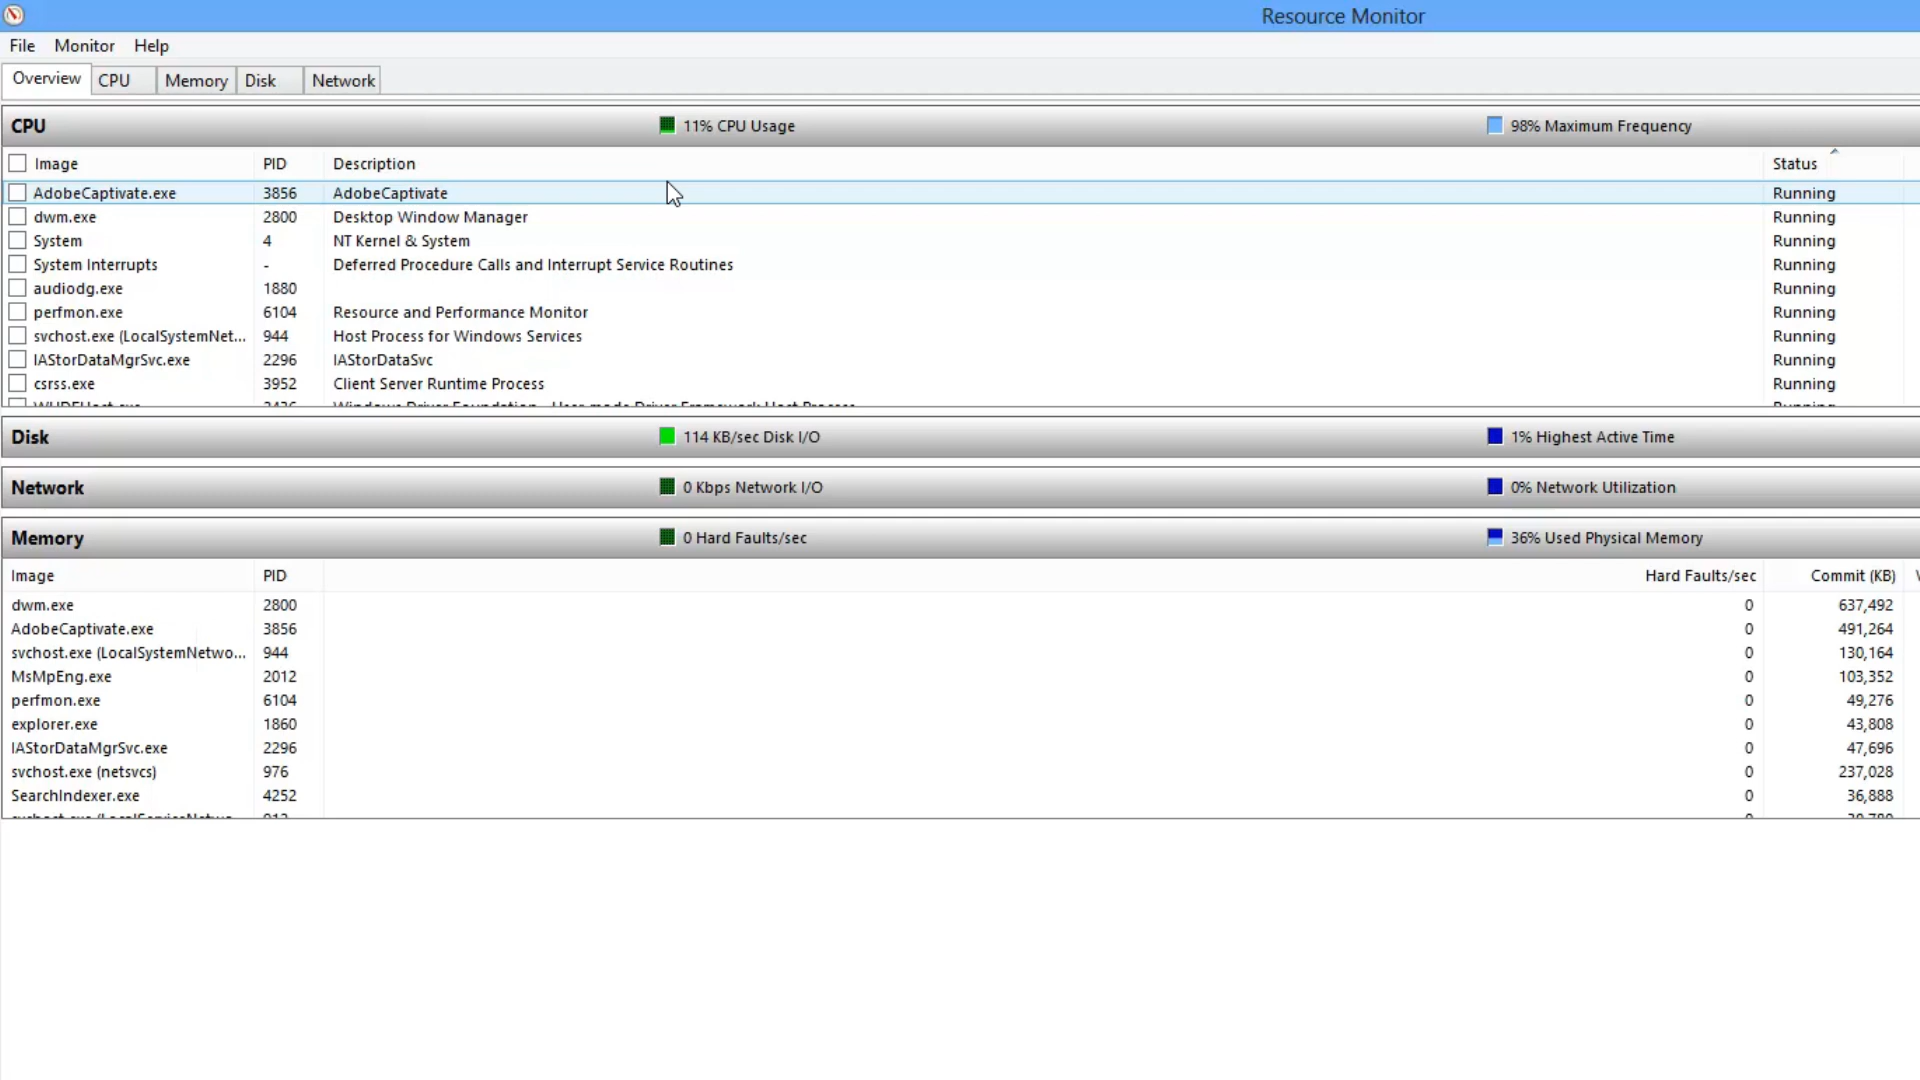 Resource Monitor
File Monitor Help
Overview CPU Memory Disk Network
CPU 11% CPU Usage 98% Maximum Frequency
Image PID Description Status
AdobeCaptivate.exe 3856 AdobeCaptivate Running
dwm.exe 2800 Desktop Window Manager Running
System 4 NT Kernel & System Running
System Interrupts - Deferred Procedure Calls and Interrupt Service Routines Running
audiodg.exe 1880 Running
perfmon.exe 6104 Resource and Performance Monitor Running
svchost.exe (LocalSystemNet... 944 Host Process for Windows Services Running
IAStorDataMgrSvc.exe 2296 IAStorDataSvc Running
csrss.exe 3952 Client Server Runtime Process Running
Disk 114 KB/sec Disk I/O 1% Highest Active Time
Network 0 Kbps Network I/O 0% Network Utilization
Memory 0 Hard Faults/sec 36% Used Physical Memory
Image PID Hard Faults/sec Commit (KB)
dwm.exe 2800 0 637,492
AdobeCaptivate.exe 3856 0 491,264
svchost.exe (LocalSystemNetwo... 944 0 130,164
MsMpEng.exe 2012 0 103,352
perfmon.exe 6104 0 49,276
explorer.exe 1860 0 43,808
IAStorDataMgrSvc.exe 2296 0 47,696
svchost.exe (netsvcs) 976 0 237,028
SearchIndexer.exe 4252 0 36,888